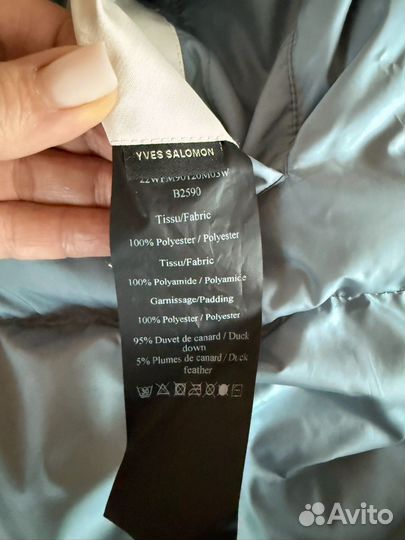 YVES SALOMON
B2590
Tissu/Fabric
100% Polyester / Polyester
Tissu/Fabric
100% Polyamide / Polyamide
Garnissage/Padding
100% Polyester / Polyester
95% Duvet de canard / Duck
down
5% Plumes de canard / Duck
feather
Avito